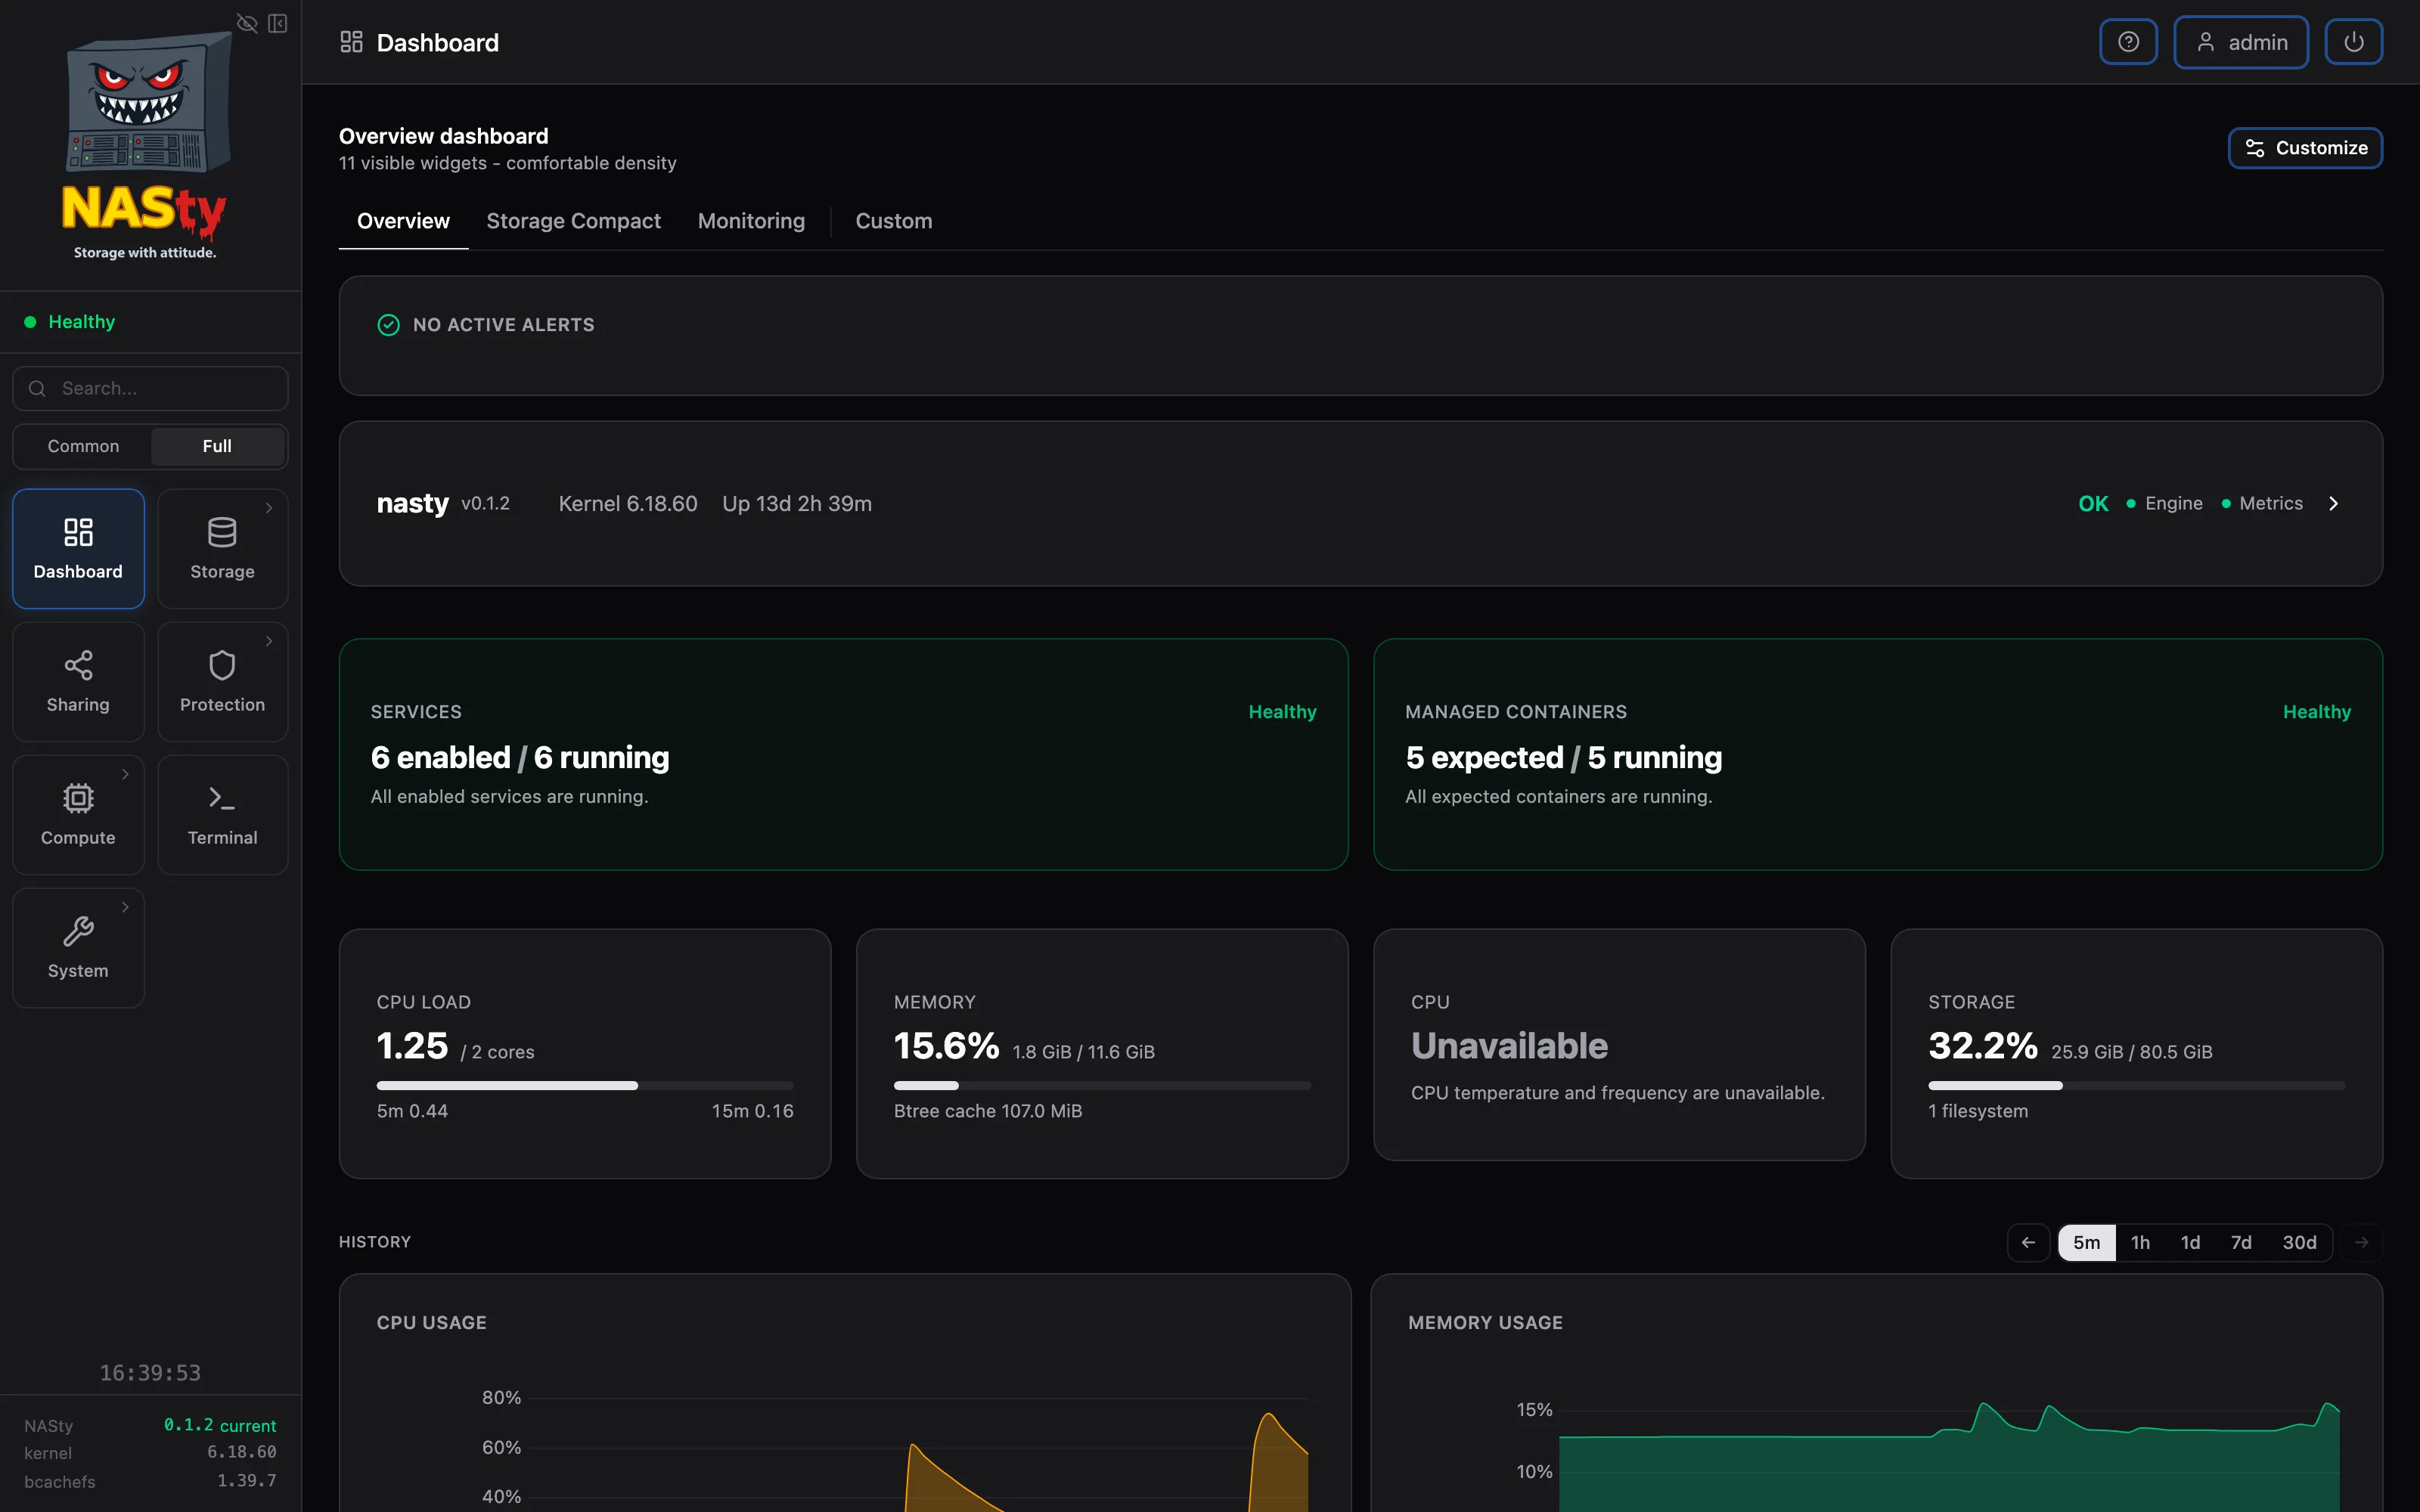 NASty
Storage with attitude.
Healthy
Search...
Common Full
Dashboard Storage
Sharing Protection
Compute Terminal
System
16:39:53
NASty 0.1.2 current
kernel 6.18.60
bcachefs 1.39.7
Dashboard
admin
Overview dashboard
11 visible widgets - comfortable density
Customize
Overview Storage Compact Monitoring Custom
NO ACTIVE ALERTS
nasty v0.1.2 Kernel 6.18.60 Up 13d 2h 39m OK Engine Metrics
SERVICES Healthy
6 enabled / 6 running
All enabled services are running.
MANAGED CONTAINERS Healthy
5 expected / 5 running
All expected containers are running.
CPU LOAD
1.25 / 2 cores
5m 0.44 15m 0.16
MEMORY
15.6% 1.8 GiB / 11.6 GiB
Btree cache 107.0 MiB
CPU
Unavailable
CPU temperature and frequency are unavailable.
STORAGE
32.2% 25.9 GiB / 80.5 GiB
1 filesystem
HISTORY
5m 1h 1d 7d 30d
CPU USAGE
80%
60%
40%
MEMORY USAGE
15%
10%